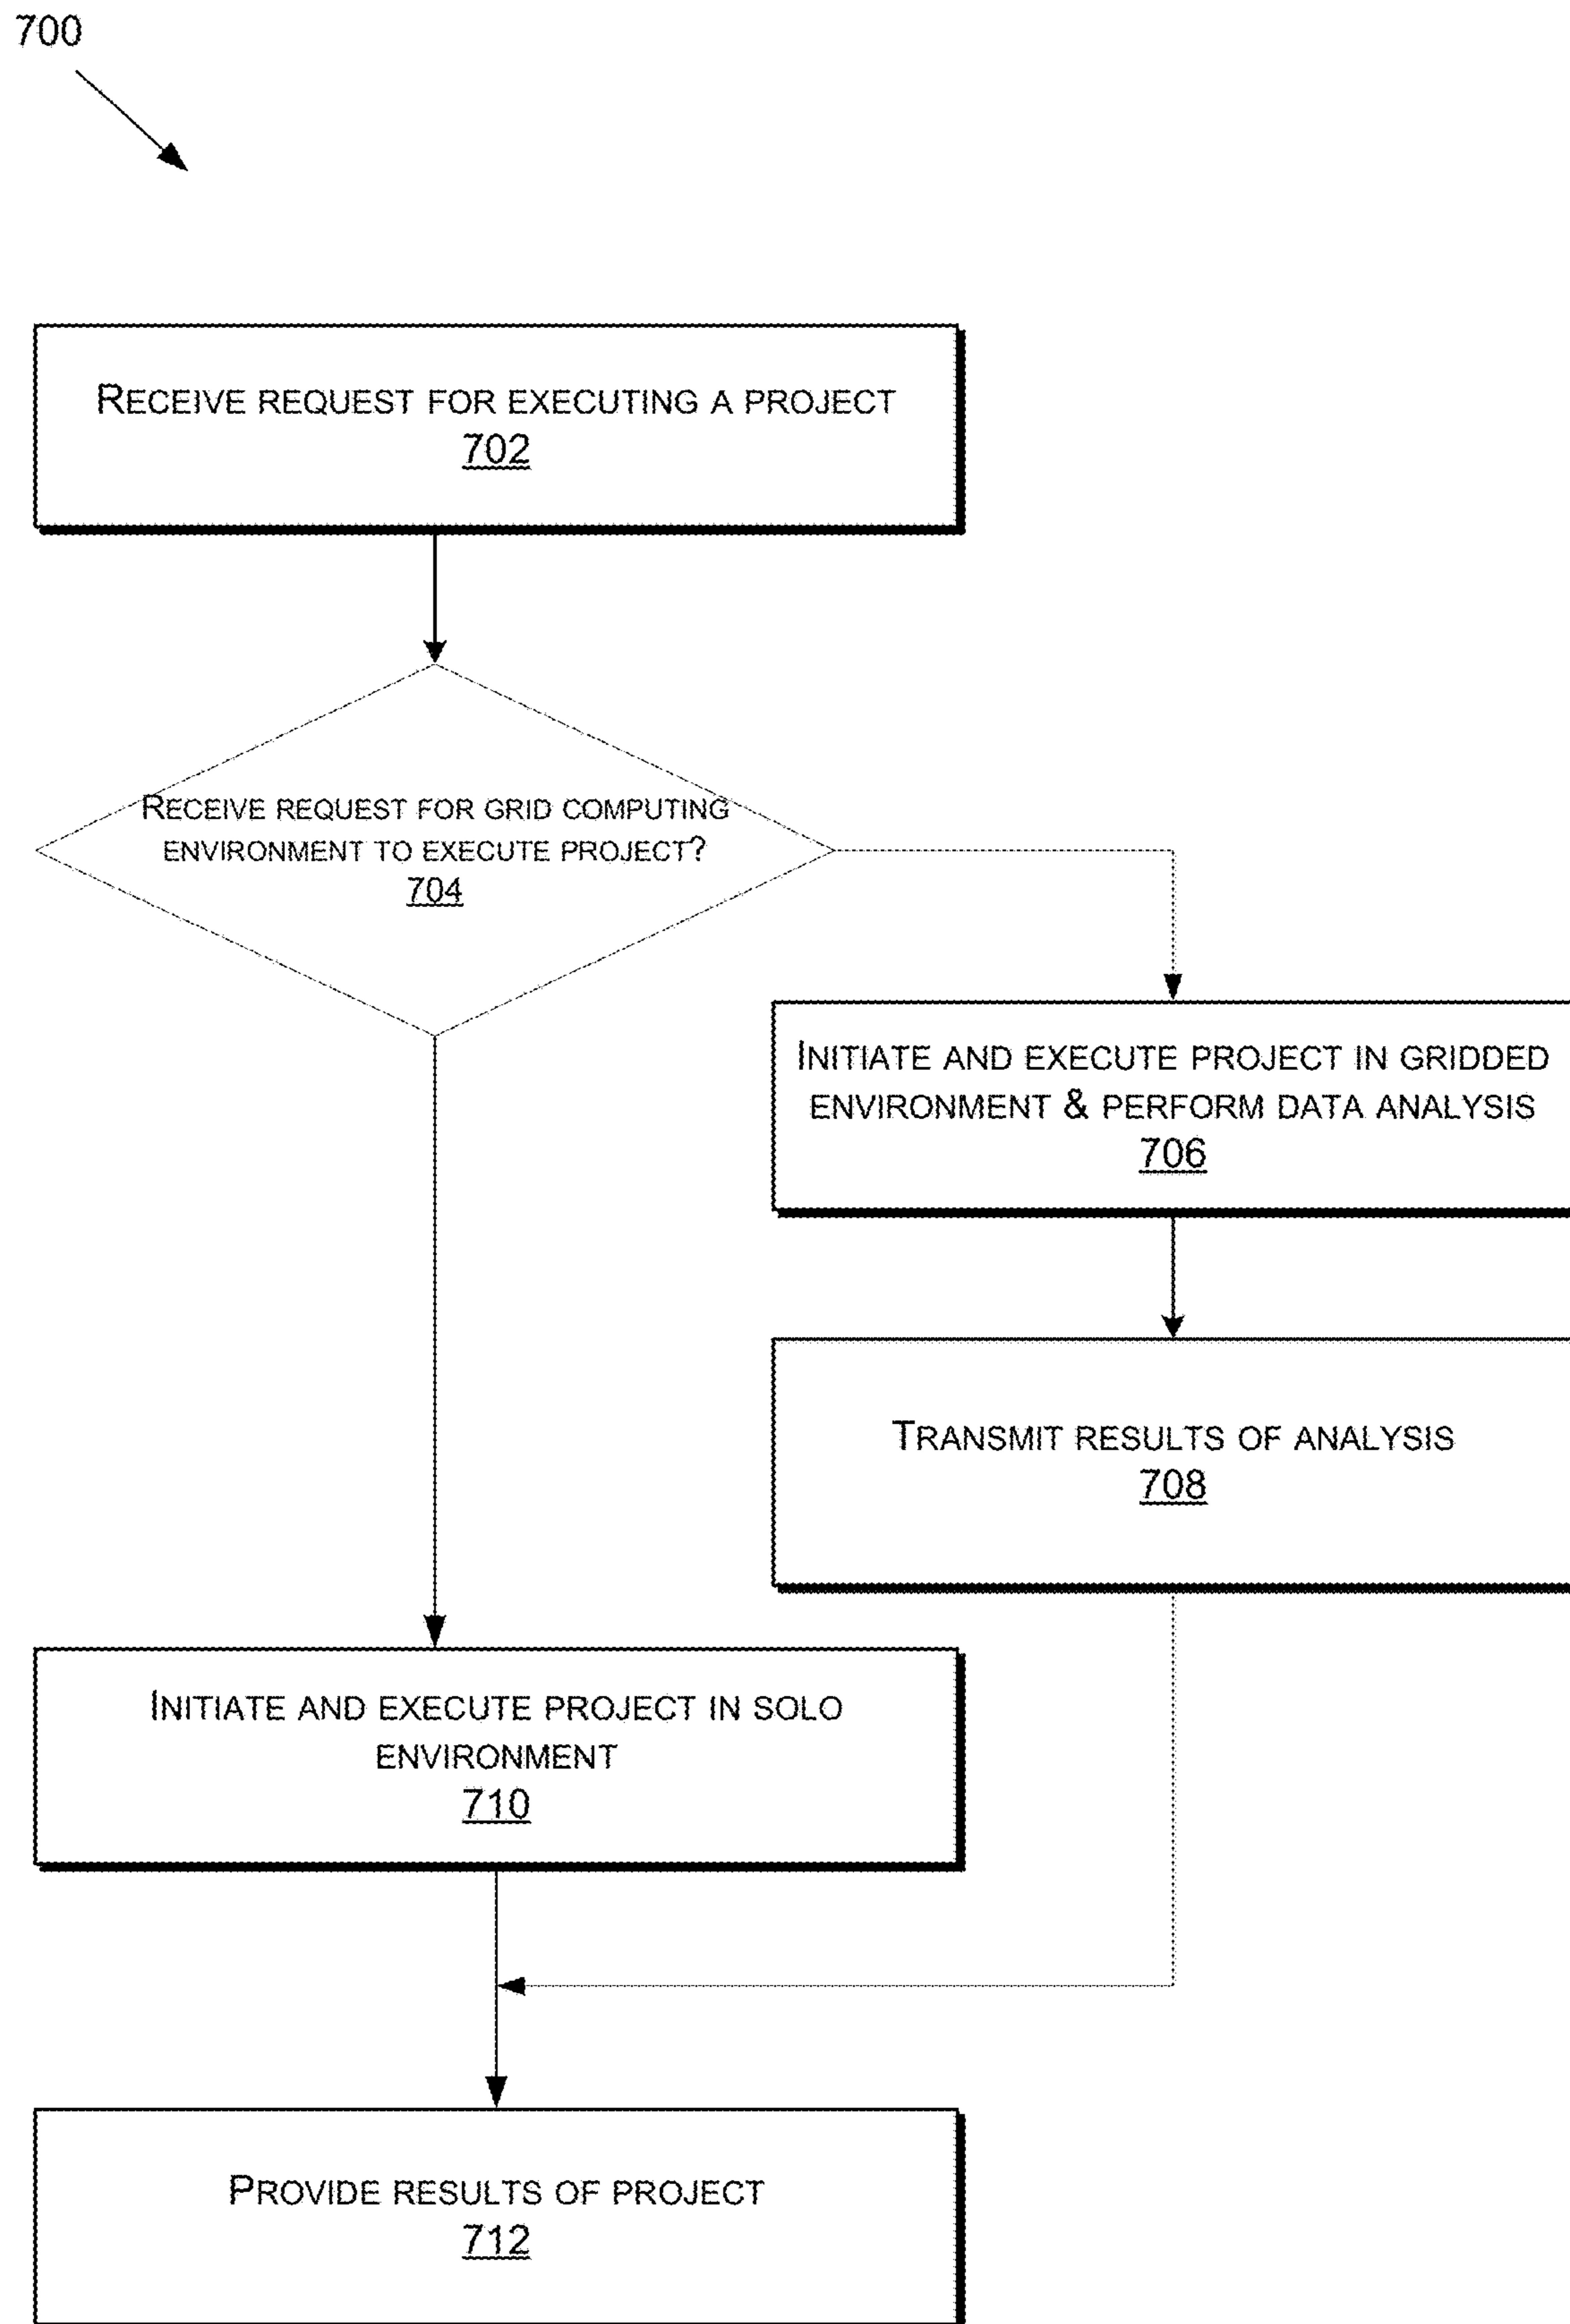 700
RECEIVE REQUEST FOR EXECUTING A PROJECT
702
RECEIVE REQUEST FOR GRID COMPUTING
ENVIRONMENT TO EXECUTE PROJECT?
704
INITIATE AND EXECUTE PROJECT IN GRIDDED
ENVIRONMENT & PERFORM DATA ANALYSIS
706
TRANSMIT RESULTS OF ANALYSIS
708
INITIATE AND EXECUTE PROJECT IN SOLO
ENVIRONMENT
710
PROVIDE RESULTS OF PROJECT
712